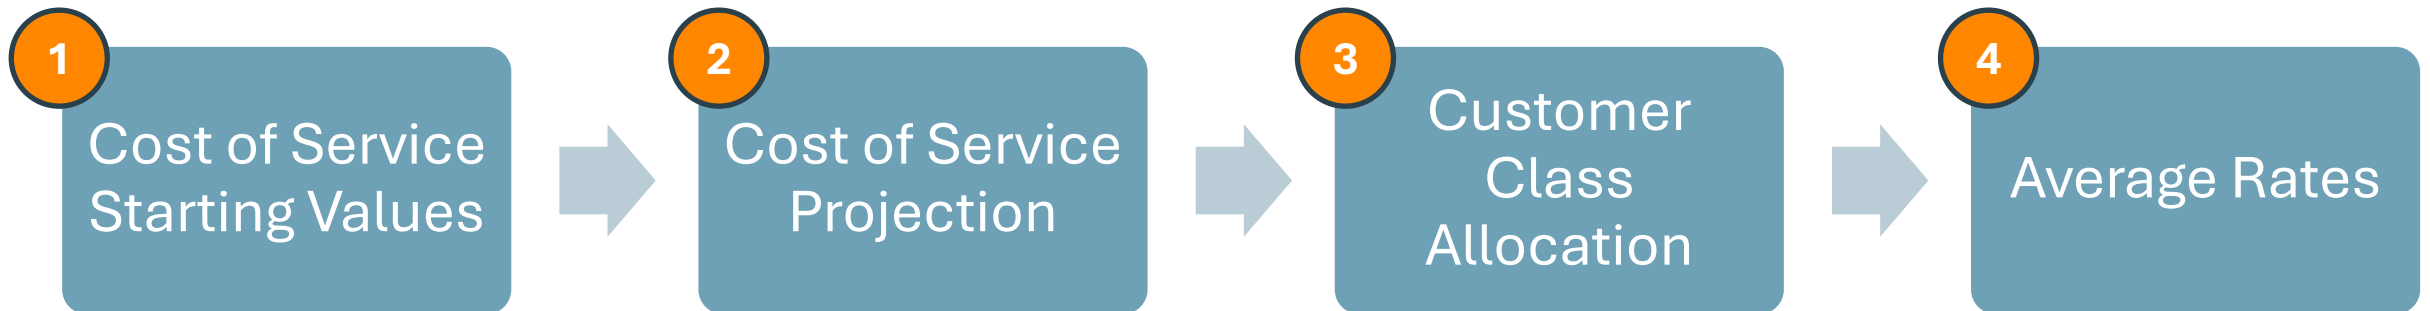 1
Cost of Service
Starting Values
2
Cost of Service
Projection
3
Customer
Class
Allocation
4
Average Rates